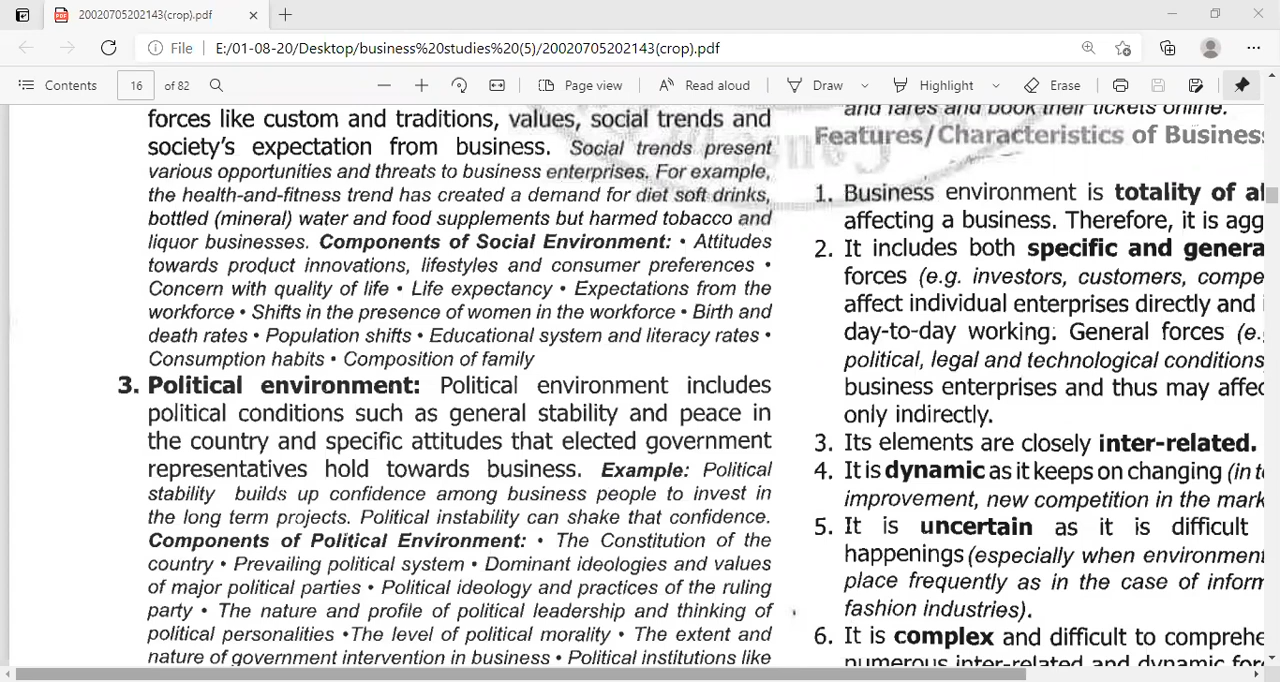 20020705202143(crop).pdf
File
E:/01-08-20/Desktop/business%20studies%20(5)/20020705202143(crop).pdf
Contents
16
of 82
Page view
Read aloud
Draw
Highlight
Erase
forces like custom and traditions, values, social trends and
society's expectation from business. Social trends present
various opportunities and threats to business enterprises. For example,
the health-and-fitness trend has created a demand for diet soft drinks,
bottled (mineral) water and food supplements but harmed tobacco and
liquor businesses. Components of Social Environment: • Attitudes
towards product innovations, lifestyles and consumer preferences •
Concern with quality of life • Life expectancy • Expectations from the
workforce • Shifts in the presence of women in the workforce • Birth and
death rates • Population shifts • Educational system and literacy rates •
Consumption habits • Composition of family
3. Political environment: Political environment includes
political conditions such as general stability and peace in
the country and specific attitudes that elected government
representatives hold towards business. Example: Political
stability builds up confidence among business people to invest in
the long term projects. Political instability can shake that confidence.
Components of Political Environment: • The Constitution of the
country • Prevailing political system • Dominant ideologies and values
of major political parties • Political ideology and practices of the ruling
party • The nature and profile of political leadership and thinking of
political personalities •The level of political morality • The extent and
nature of government intervention in business • Political institutions like
and fares and book their tickets online.
Features/Characteristics of Business
1. Business environment is totality of al
affecting a business. Therefore, it is agg
2. It includes both specific and genera
forces (e.g. investors, customers, compe
affect individual enterprises directly and i
day-to-day working. General forces (e.
political, legal and technological conditions
business enterprises and thus may affec
only indirectly.
3. Its elements are closely inter-related.
4. It is dynamic as it keeps on changing (in te
improvement, new competition in the mark
5. It is uncertain as it is difficult
happenings (especially when environment
place frequently as in the case of inform
fashion industries).
6. It is complex and difficult to comprehe
numerous inter-related and dynamic for